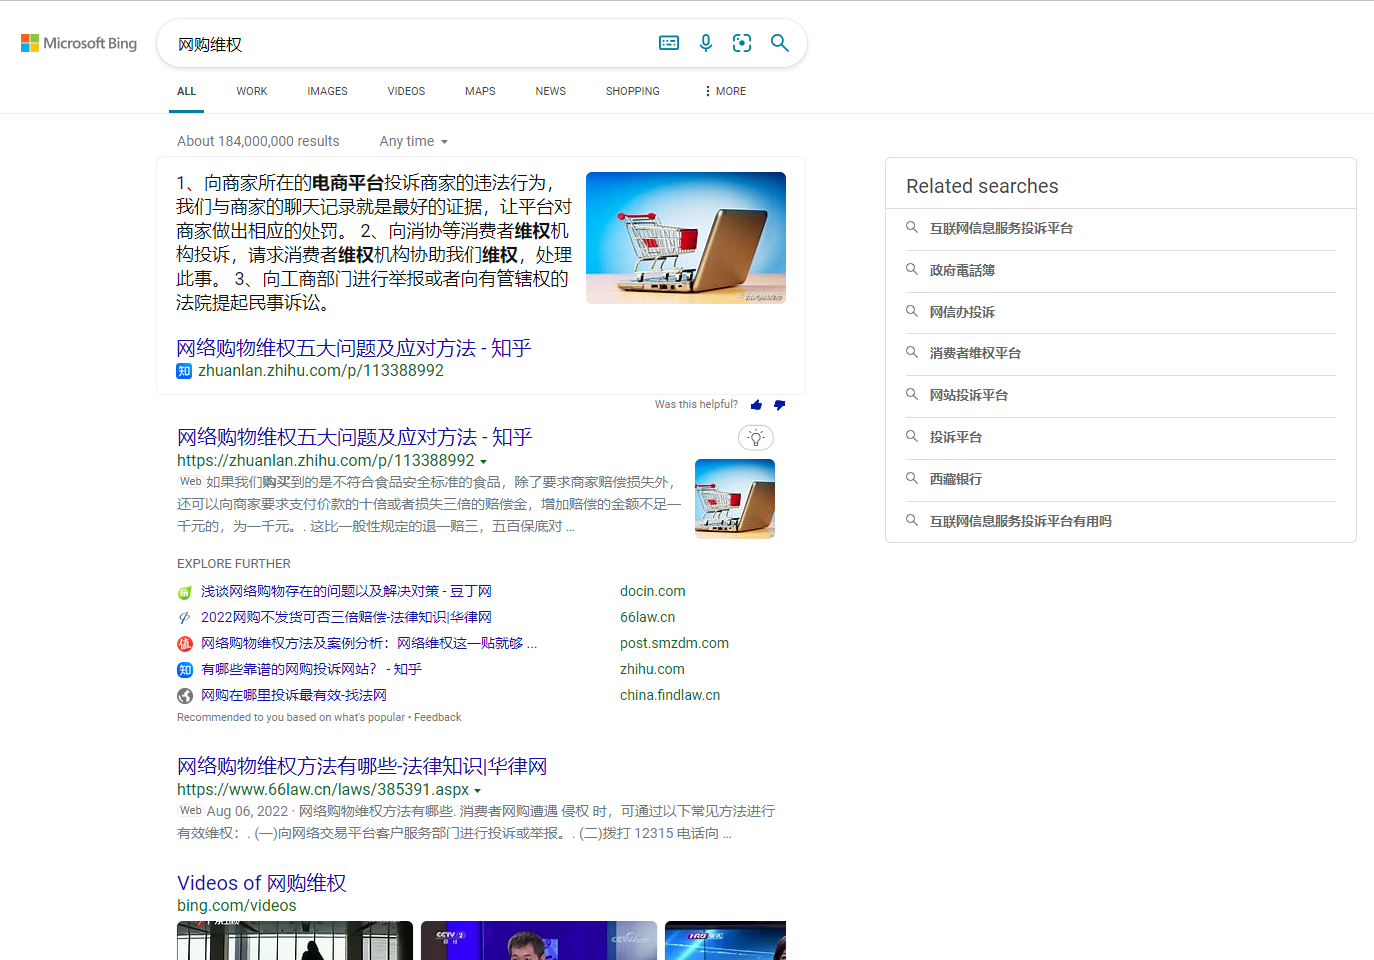 Microsoft Bing
网购维权
ALL WORK IMAGES VIDEOS MAPS NEWS SHOPPING MORE
About 184,000,000 results Any time
1、向商家所在的电商平台投诉商家的违法行为，
我们与商家的聊天记录就是最好的证据，让平台对
商家做出相应的处罚。 2、向消协等消费者维权机
构投诉，请求消费者维权机构协助我们维权，处理
此事。 3、向工商部门进行举报或者向有管辖权的
法院提起民事诉讼。
网络购物维权五大问题及应对方法 - 知乎
知 zhuanlan.zhihu.com/p/113388992
Was this helpful?
网络购物维权五大问题及应对方法 - 知乎
https://zhuanlan.zhihu.com/p/113388992
Web 如果我们购买到的是不符合食品安全标准的食品，除了要求商家赔偿损失外，
还可以向商家要求支付价款的十倍或者损失三倍的赔偿金，增加赔偿的金额不足一
千元的，为一千元。. 这比一般性规定的退一赔三，五百保底对 ...
EXPLORE FURTHER
浅谈网络购物存在的问题以及解决对策 - 豆丁网 docin.com
2022网购不发货可否三倍赔偿-法律知识|华律网 66law.cn
值 网络购物维权方法及案例分析：网络维权这一贴就够 ... post.smzdm.com
知 有哪些靠谱的网购投诉网站？ - 知乎 zhihu.com
网购在哪里投诉最有效-找法网 china.findlaw.cn
Recommended to you based on what's popular • Feedback
网络购物维权方法有哪些-法律知识|华律网
https://www.66law.cn/laws/385391.aspx
Web Aug 06, 2022 · 网络购物维权方法有哪些. 消费者网购遭遇 侵权 时，可通过以下常见方法进行
有效维权：. (一)向网络交易平台客户服务部门进行投诉或举报。. (二)拨打 12315 电话向 ...
Videos of 网购维权
bing.com/videos
CCTV 2
CCTV
Related searches
互联网信息服务投诉平台
政府電話簿
网信办投诉
消费者维权平台
网站投诉平台
投诉平台
西藏银行
互联网信息服务投诉平台有用吗